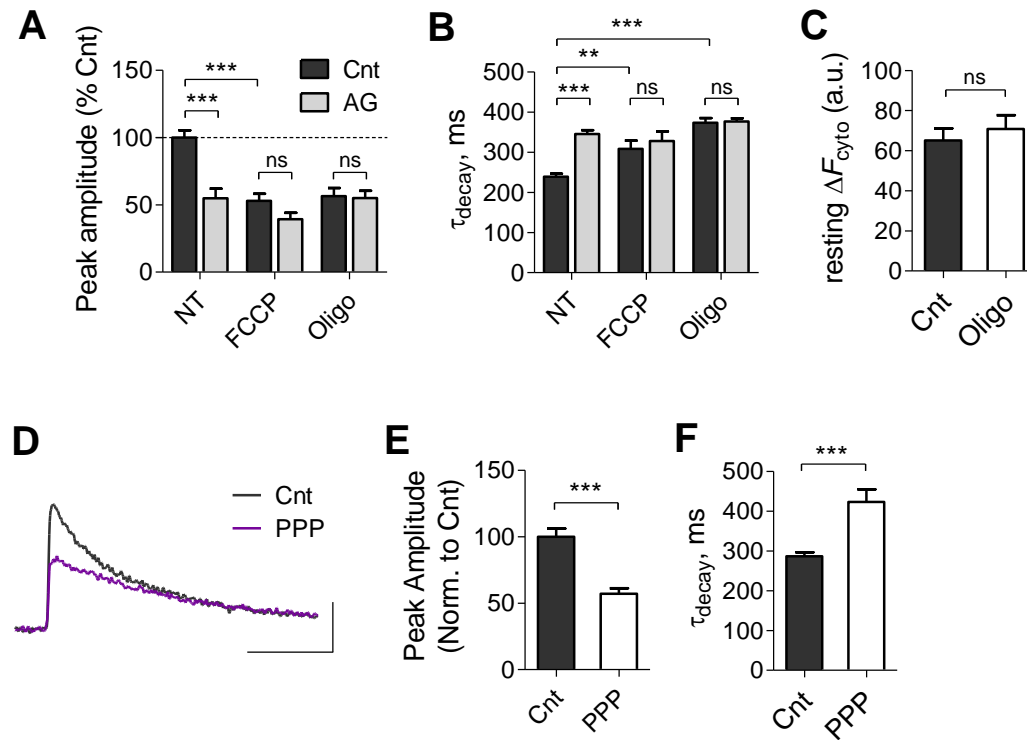 A
Peak amplitude (% Cnt)
150
100
50
0
***
***
ns
ns
Cnt
AG
NT
FCCP
Oligo
B
τdecay, ms
500
400
300
200
100
0
***
**
***
ns
ns
NT
FCCP
Oligo
C
resting ΔFcyto (a.u.)
100
80
60
40
20
0
ns
Cnt
Oligo
D
Cnt
PPP
E
Peak Amplitude
(Norm. to Cnt)
150
100
50
0
***
Cnt
PPP
F
τdecay, ms
500
400
300
200
100
0
***
Cnt
PPP